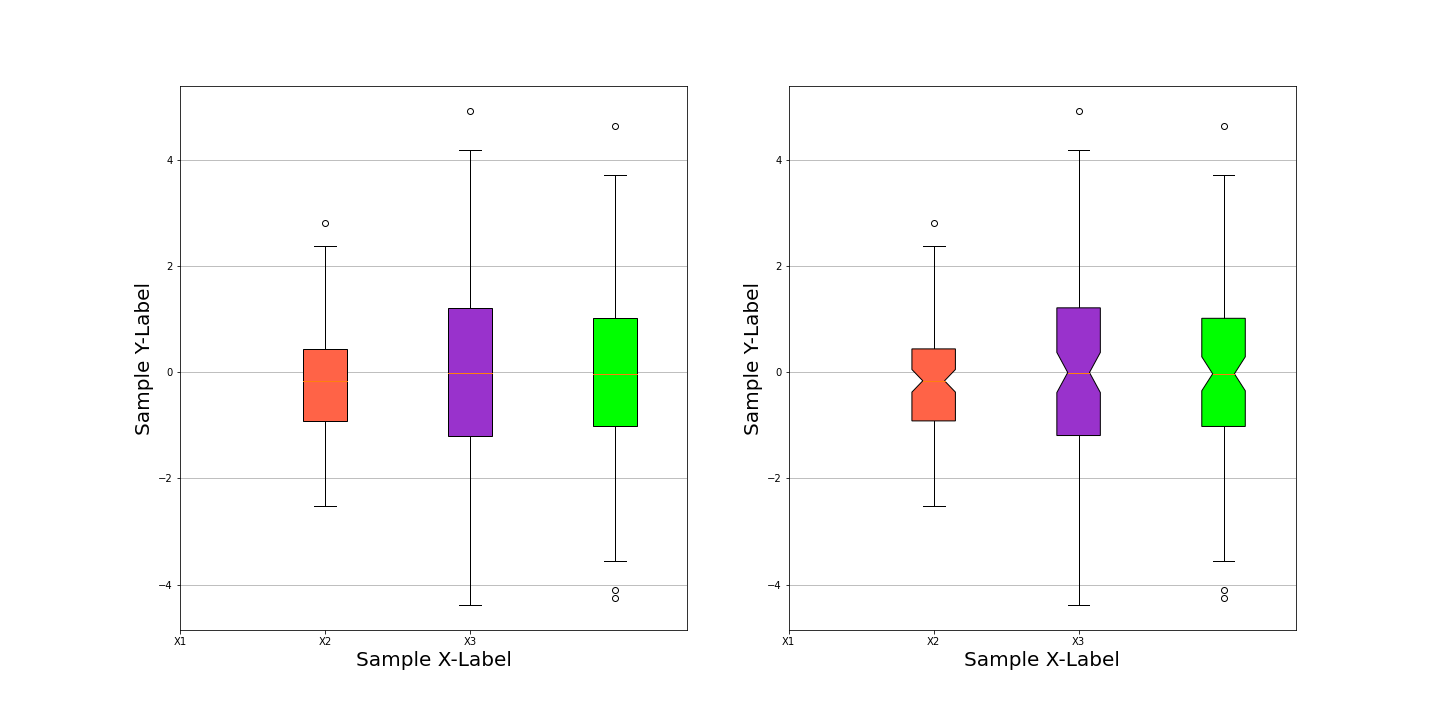 4
2
0
−2
−4
Sample Y-Label
X1 X2 X3
Sample X-Label
4
2
0
−2
−4
Sample Y-Label
X1 X2 X3
Sample X-Label